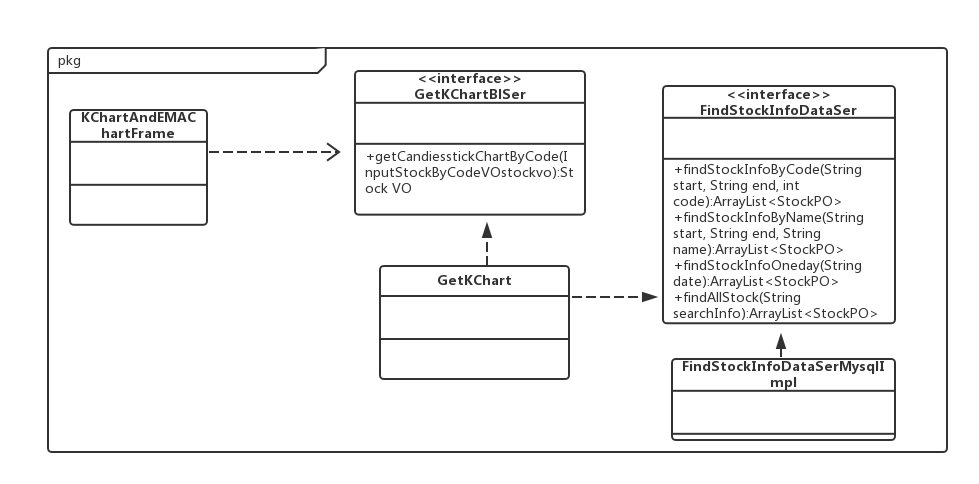 pkg
KChartAndEMAC
hartFrame
<<interface>>
GetKChartBlSer
+getCandiesstickChartByCode(I
nputStockByCodeVOstockvo):St
ock VO
GetKChart
<<interface>>
FindStockInfoDataSer
+findStockInfoByCode(String
start, String end, int
code):ArrayList<StockPO>
+findStockInfoByName(String
start, String end, String
name):ArrayList<StockPO>
+findStockInfoOneday(String
date):ArrayList<StockPO>
+findAllStock(String
searchInfo):ArrayList<StockPO>
FindStockInfoDataSerMysqlI
mpl